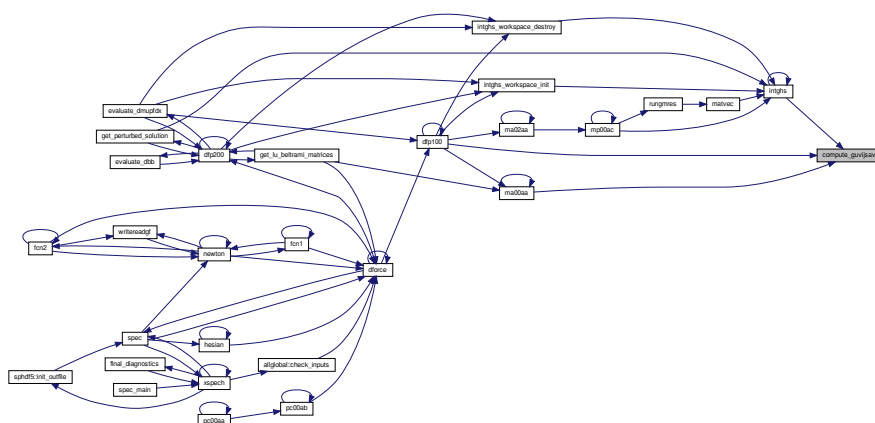 intghs_workspace_destroy
intghs_workspace_init
intghs
evaluate_dmupfdx
rungmres
matvec
get_perturbed_solution
ma02aa
mp00ac
dfp100
evaluate_dbb
dfp200
get_lu_beltrami_matrices
compute_guvijsave
ma00aa
writereadgf
fcn2
newton
fcn1
dforce
spec
hesian
final_diagnostics
allglobal::check_inputs
sphdf5::init_outfile
xspech
spec_main
pc00ab
pc00aa